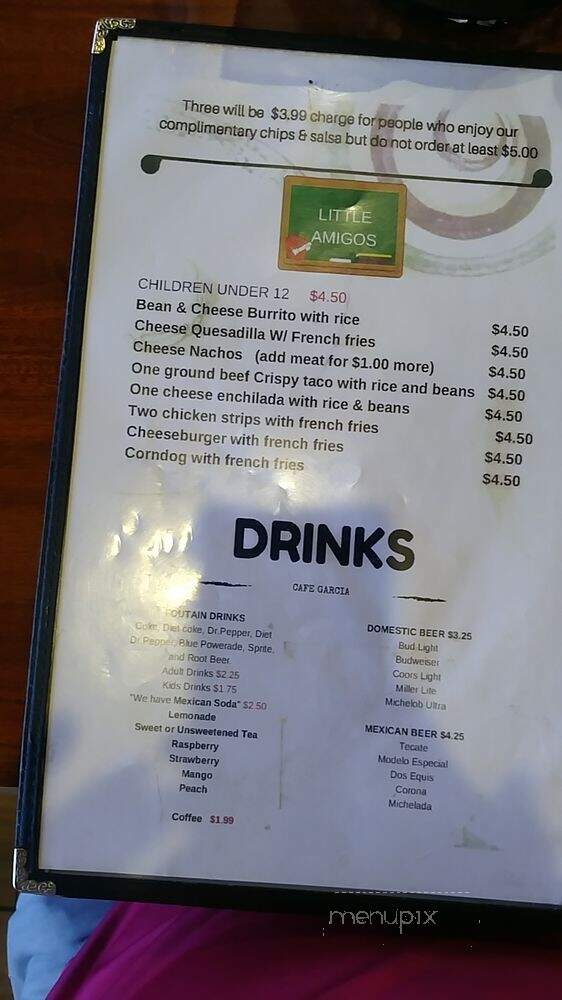 Three will be $3.99 charge for people who enjoy our
complimentary chips & salsa but do not order at least $5.00
LITTLE
AMIGOS
CHILDREN UNDER 12 $4.50
Bean & Cheese Burrito with rice $4.50
Cheese Quesadilla W/ French fries $4.50
Cheese Nachos (add meat for $1.00 more) $4.50
One ground beef Crispy taco with rice and beans $4.50
One cheese enchilada with rice & beans $4.50
Two chicken strips with french fries $4.50
Cheeseburger with french fries $4.50
Corndog with french fries $4.50
DRINKS
CAFE GARCIA
FOUTAIN DRINKS
Coke, Diet coke, Dr.Pepper, Diet
Dr.Pepper, Blue Powerade, Sprite,
and Root Beer
Adult Drinks $2.25
Kids Drinks $1.75
"We have Mexican Soda" $2.50
Lemonade
Sweet or Unsweetened Tea
Raspberry
Strawberry
Mango
Peach
Coffee $1.99
DOMESTIC BEER $3.25
Bud Light
Budweiser
Coors Light
Miller Lite
Michelob Ultra
MEXICAN BEER $4.25
Tecate
Modelo Especial
Dos Equis
Corona
Michelada
menupix